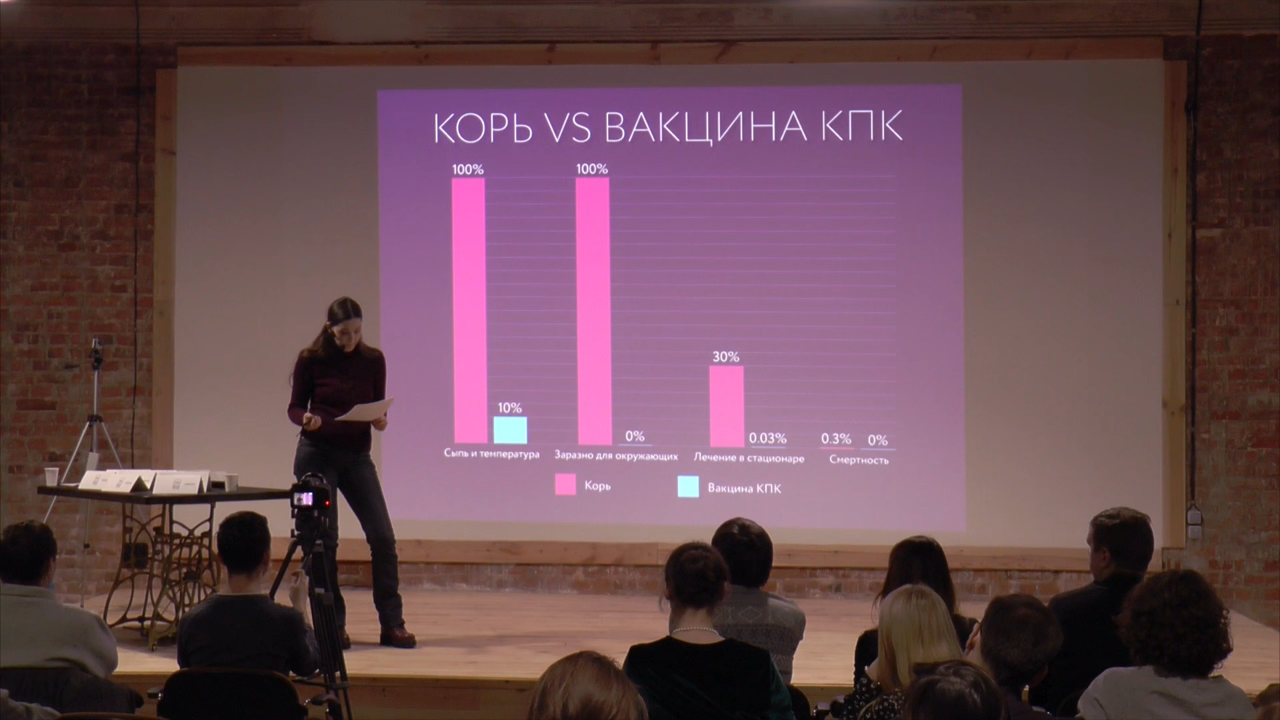 КОРЬ VS ВАКЦИНА КПК
100% 100%
30%
10% 0% 0.03% 0.3% 0%
Сыпь и температура Заразно для окружающих Лечение в стационаре Смертность
Корь Вакцина КПК